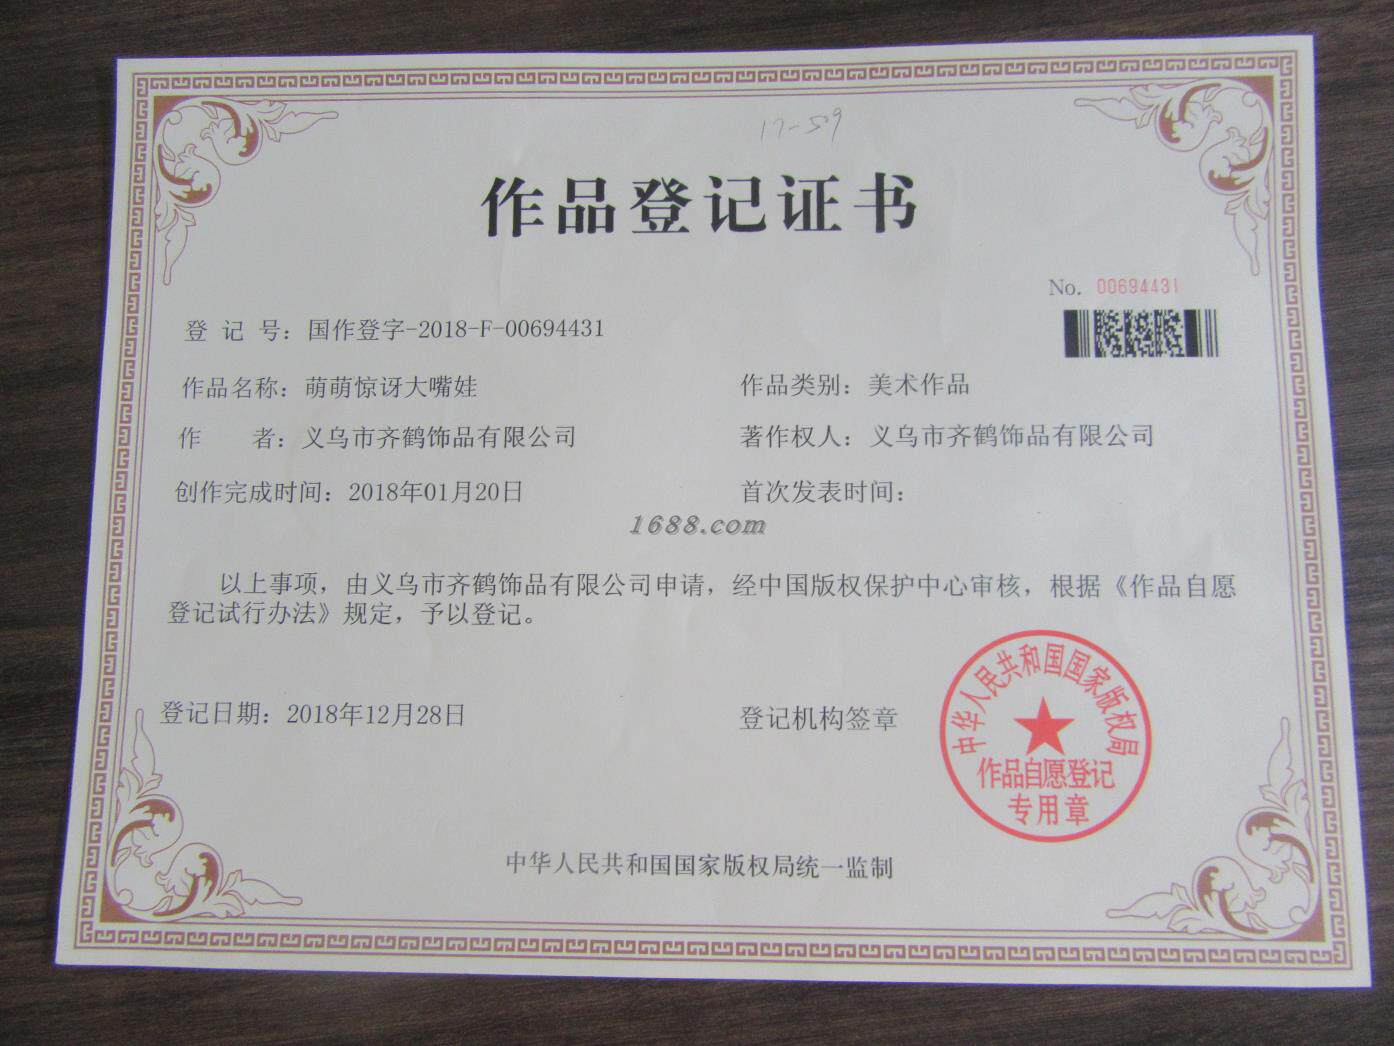 17-509
作品登记证书
No. 00694431
登 记 号：国作登字-2018-F-00694431
作品名称：萌萌惊讶大嘴娃 作品类别：美术作品
作 者：义乌市齐鹤饰品有限公司 著作权人：义乌市齐鹤饰品有限公司
创作完成时间：2018年01月20日 首次发表时间：
1688.com
以上事项，由义乌市齐鹤饰品有限公司申请，经中国版权保护中心审核，根据《作品自愿
登记试行办法》规定，予以登记。
登记日期：2018年12月28日 登记机构签章
中华人民共和国国家版权局
作品自愿登记
专用章
中华人民共和国国家版权局统一监制